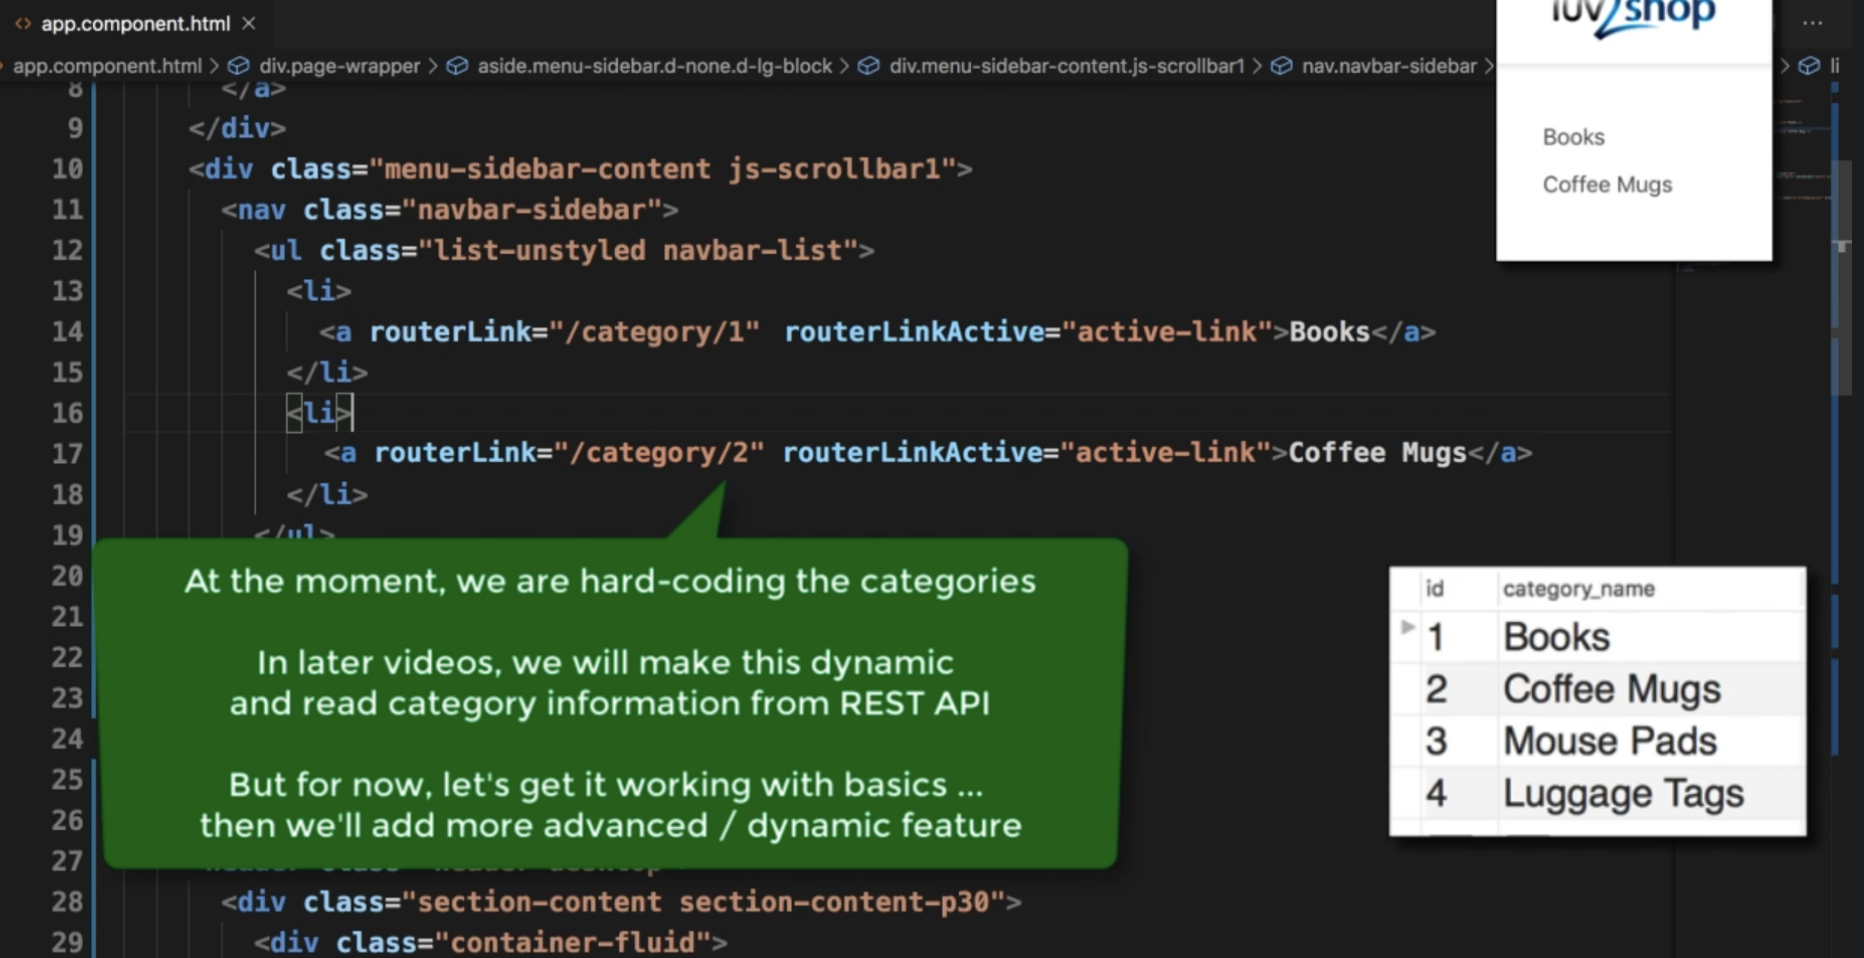 app.component.html
luv2shop
...
app.component.html > div.page-wrapper > aside.menu-sidebar.d-none.d-lg-block > div.menu-sidebar-content.js-scrollbar1 > nav.navbar-sidebar > > li
8 </a>
9 </div>
10 <div class="menu-sidebar-content js-scrollbar1">
11 <nav class="navbar-sidebar">
12 <ul class="list-unstyled navbar-list">
13 <li>
14 <a routerLink="/category/1" routerLinkActive="active-link">Books</a>
15 </li>
16 <li>
17 <a routerLink="/category/2" routerLinkActive="active-link">Coffee Mugs</a>
18 </li>
19 </ul>
20
21
22
23
24
25
26
27
28 <div class="section-content section-content-p30">
29 <div class="container-fluid">
Books
Coffee Mugs
At the moment, we are hard-coding the categories
In later videos, we will make this dynamic
and read category information from REST API
But for now, let's get it working with basics ...
then we'll add more advanced / dynamic feature
id category_name
1 Books
2 Coffee Mugs
3 Mouse Pads
4 Luggage Tags